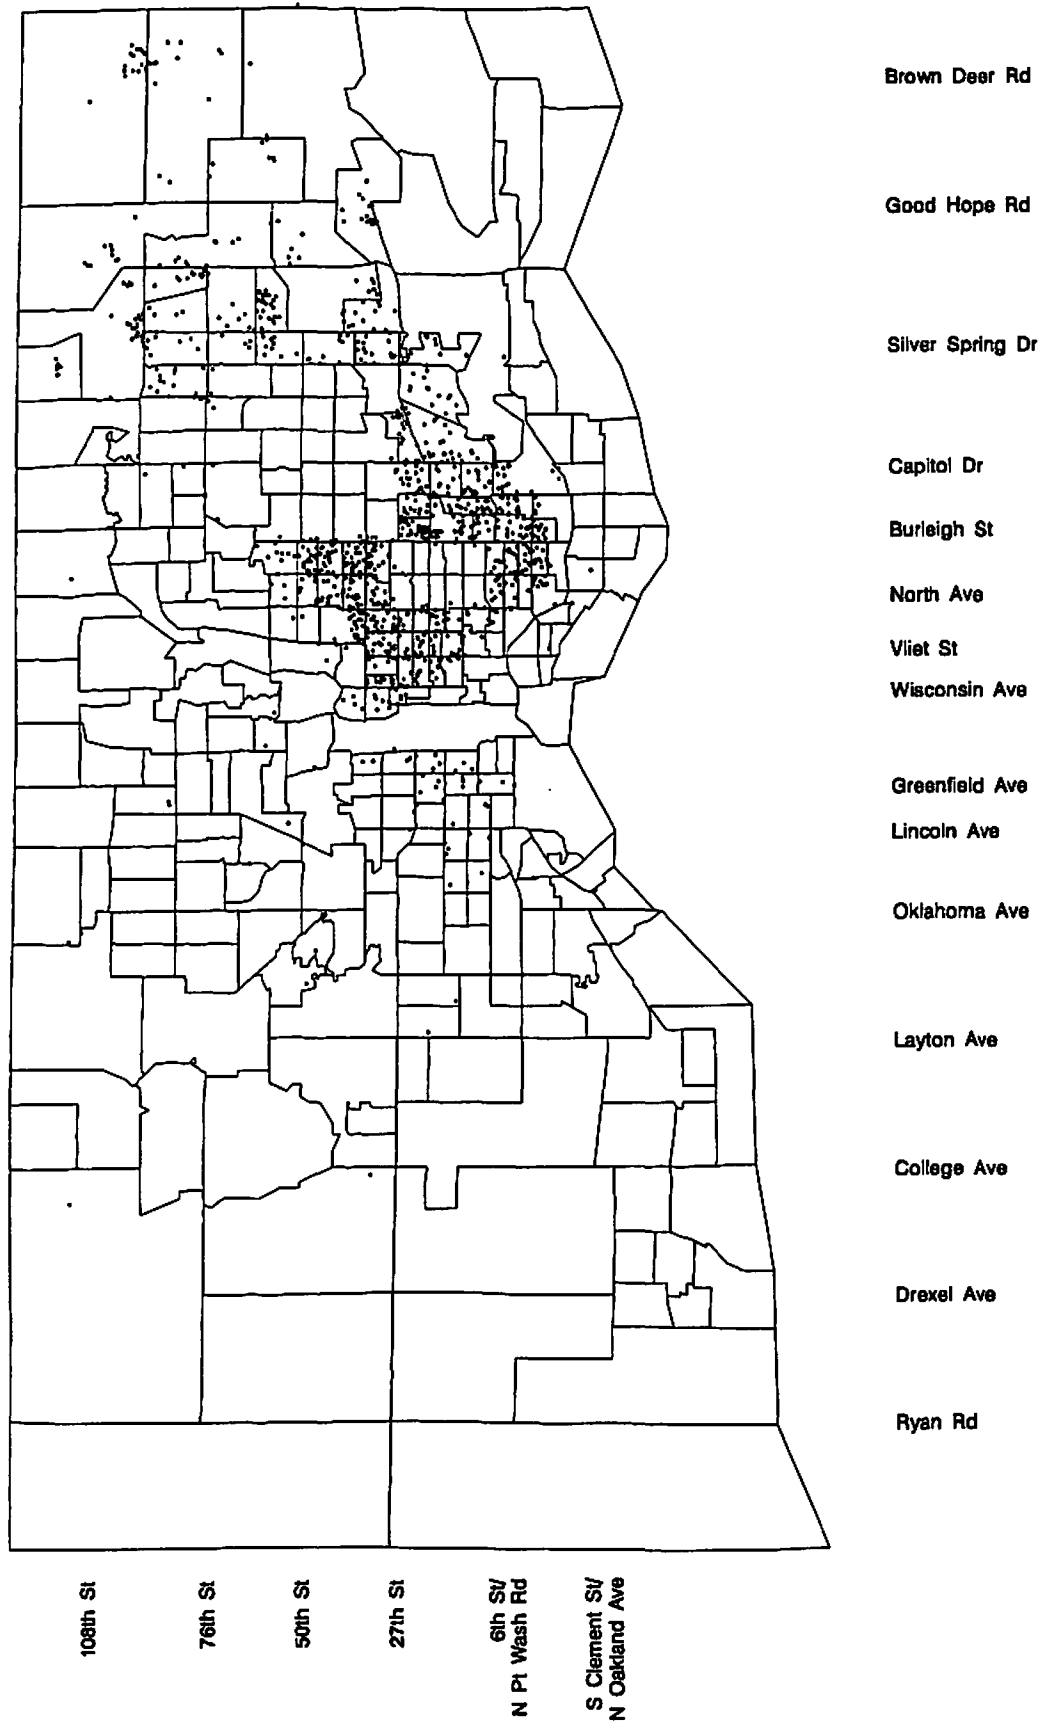 Brown Deer Rd
Good Hope Rd
Silver Spring Dr
Capitol Dr
Burleigh St
North Ave
Vliet St
Wisconsin Ave
Greenfield Ave
Lincoln Ave
Oklahoma Ave
Layton Ave
College Ave
Drexel Ave
Ryan Rd
108th St
76th St
50th St
27th St
6th St/
N Pt Wash Rd
S Clement St/
N Oakland Ave